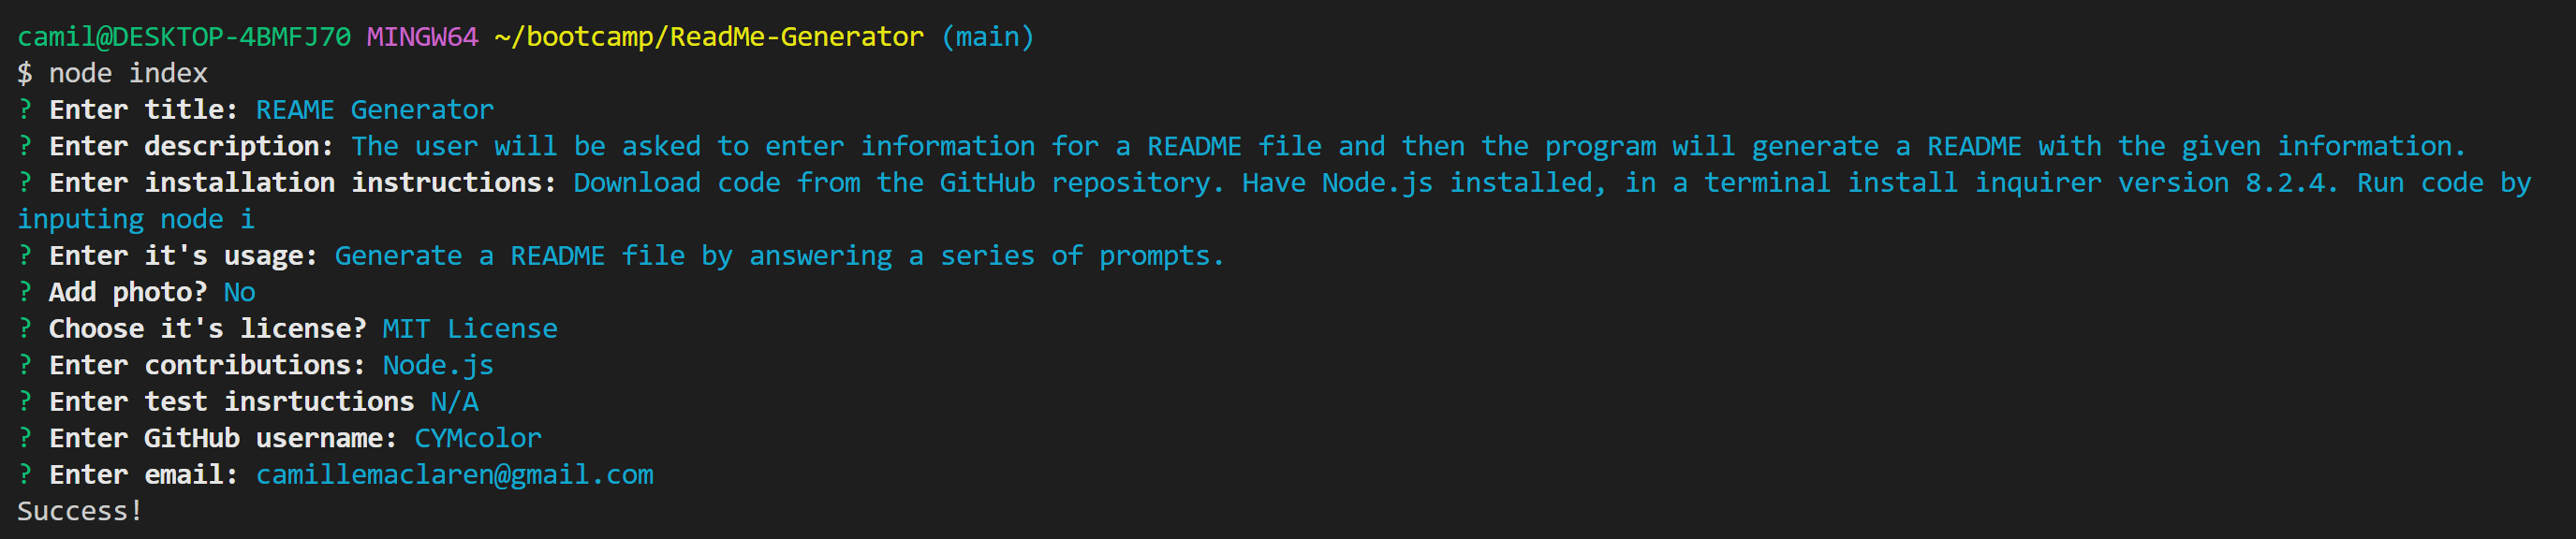 camil@DESKTOP-4BMFJ70 MINGW64 ~/bootcamp/ReadMe-Generator (main)
$ node index
? Enter title: REAME Generator
? Enter description: The user will be asked to enter information for a README file and then the program will generate a README with the given information.
? Enter installation instructions: Download code from the GitHub repository. Have Node.js installed, in a terminal install inquirer version 8.2.4. Run code by
inputing node i
? Enter it's usage: Generate a README file by answering a series of prompts.
? Add photo? No
? Choose it's license? MIT License
? Enter contributions: Node.js
? Enter test insrtuctions N/A
? Enter GitHub username: CYMcolor
? Enter email: camillemaclaren@gmail.com
Success!